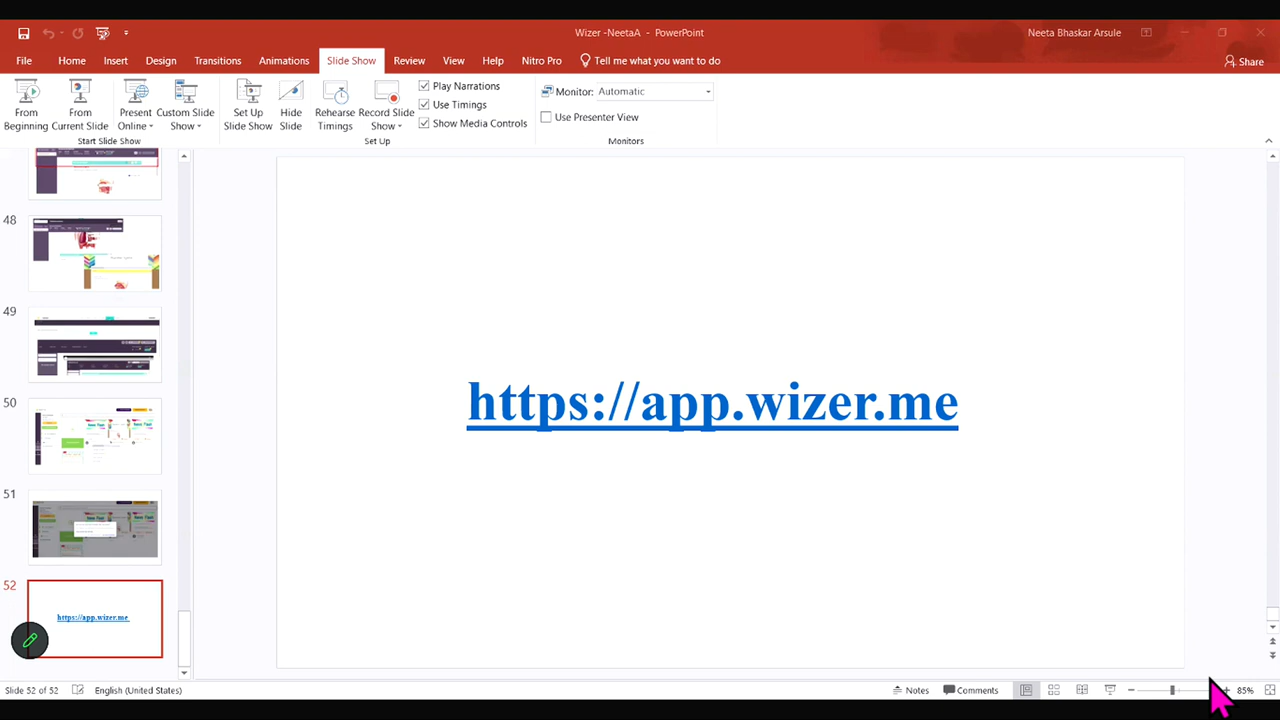 Wizer -NeetaA - PowerPoint
Neeta Bhaskar Arsule
File Home Insert Design Transitions Animations Slide Show Review View Help Nitro Pro Tell me what you want to do
Share
From Beginning
From Current Slide
Present Online
Custom Slide Show
Start Slide Show
Set Up Slide Show
Hide Slide
Rehearse Timings
Record Slide Show
Play Narrations
Use Timings
Show Media Controls
Set Up
Monitor: Automatic
Use Presenter View
Monitors
48
49
50
51
52
https://app.wizer.me
https://app.wizer.me
Slide 52 of 52
English (United States)
Notes
Comments
85%